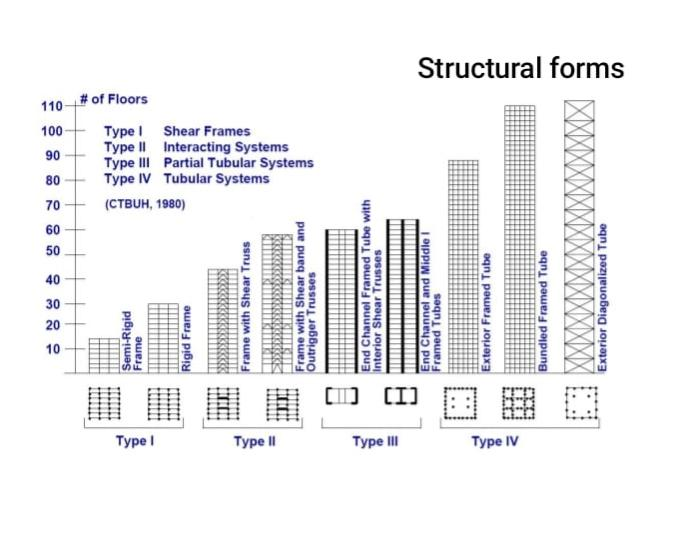 Structural forms
# of Floors
110
100
90
80
70
60
50
40
30
20
10
Type I Shear Frames
Type II Interacting Systems
Type III Partial Tubular Systems
Type IV Tubular Systems
(CTBUH, 1980)
Semi-Rigid
Frame
Rigid Frame
Frame with Shear Truss
Frame with Shear band and
Outrigger Trusses
End Channel Framed Tube with
Interior Shear Trusses
End Channel and Middle I
Framed Tubes
Exterior Framed Tube
Bundled Framed Tube
Exterior Diagonalized Tube
Type I
Type II
Type III
Type IV